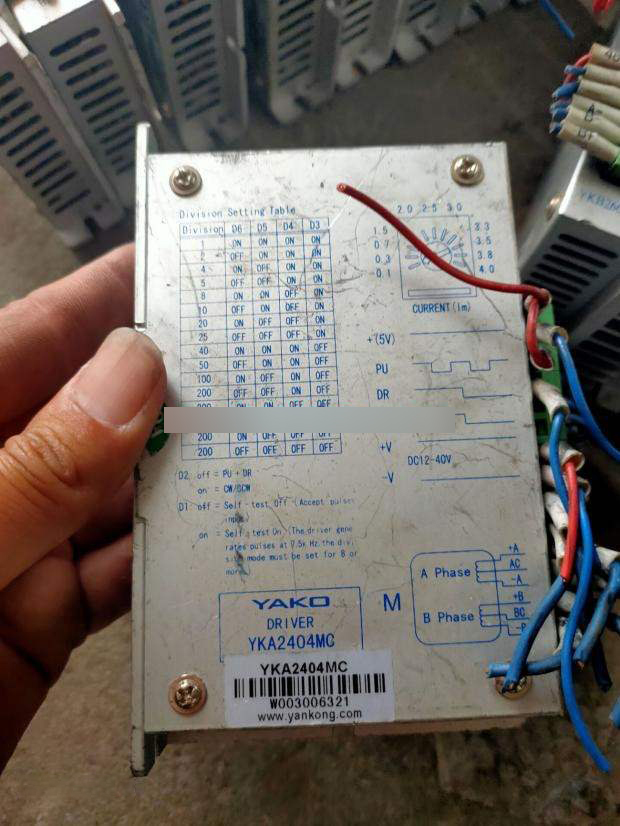 Division Setting Table
Division D6 D5 D4 D3
1 ON ON ON ON
2 OFF ON ON ON
4 ON OFF ON ON
5 OFF OFF ON ON
8 ON ON OFF ON
10 OFF ON OFF ON
20 ON OFF OFF ON
25 OFF OFF OFF ON
40 ON ON ON OFF
50 OFF ON ON OFF
100 ON OFF ON OFF
200 OFF OFF ON OFF
200 ON ON OFF OFF
200 ON OFF OFF OFF
200 OFF OFF OFF OFF
D2 off = PU + DR
on = CW/CCW
D1 off = Self-test Off (Accept pulses
input)
on = Self test On (The driver gene
rates pulses at 7.5k Hz the divi
mode must be set for 8 or
more)
2.0 2.5 3.0
1.5 3.3
0.7 3.5
0.3 3.8
0.1 4.0
CURRENT(Im)
+(5V)
PU
DR
+V
DC12-40V
-V
M
A Phase
B Phase
+A
AC
-A
+B
BC
YAKO
DRIVER
YKA2404MC
YKA2404MC
W003006321
www.yankong.com